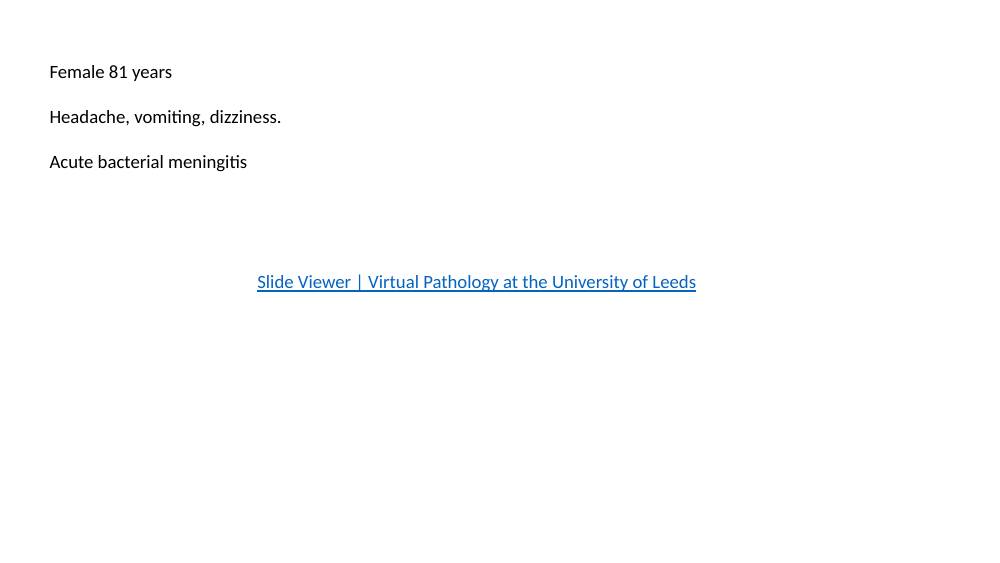 Female 81 years
Headache, vomiting, dizziness.
Acute bacterial meningitis
Slide Viewer | Virtual Pathology at the University of Leeds